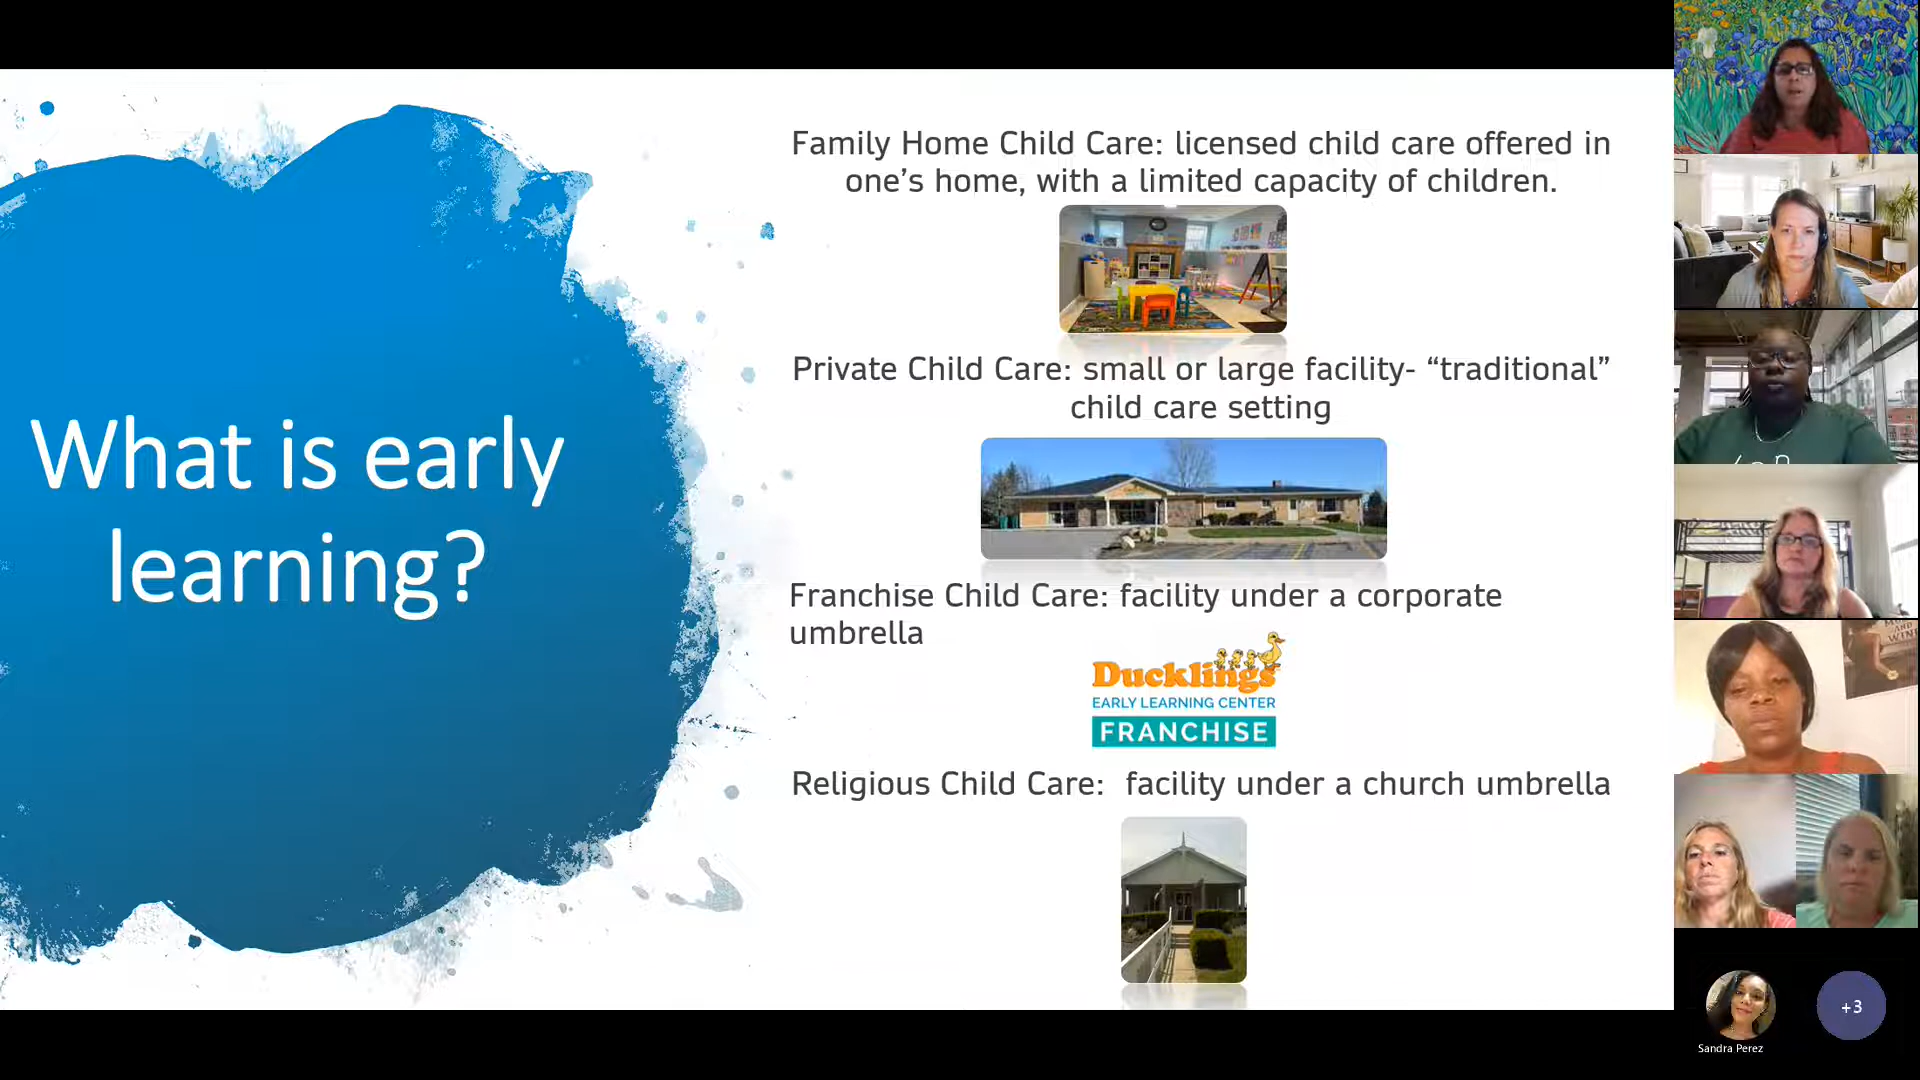 What is early
learning?
Family Home Child Care: licensed child care offered in
one’s home, with a limited capacity of children.
Private Child Care: small or large facility- “traditional”
child care setting
Franchise Child Care: facility under a corporate
umbrella
Ducklings
EARLY LEARNING CENTER
FRANCHISE
Religious Child Care:  facility under a church umbrella
Sandra Perez
+3